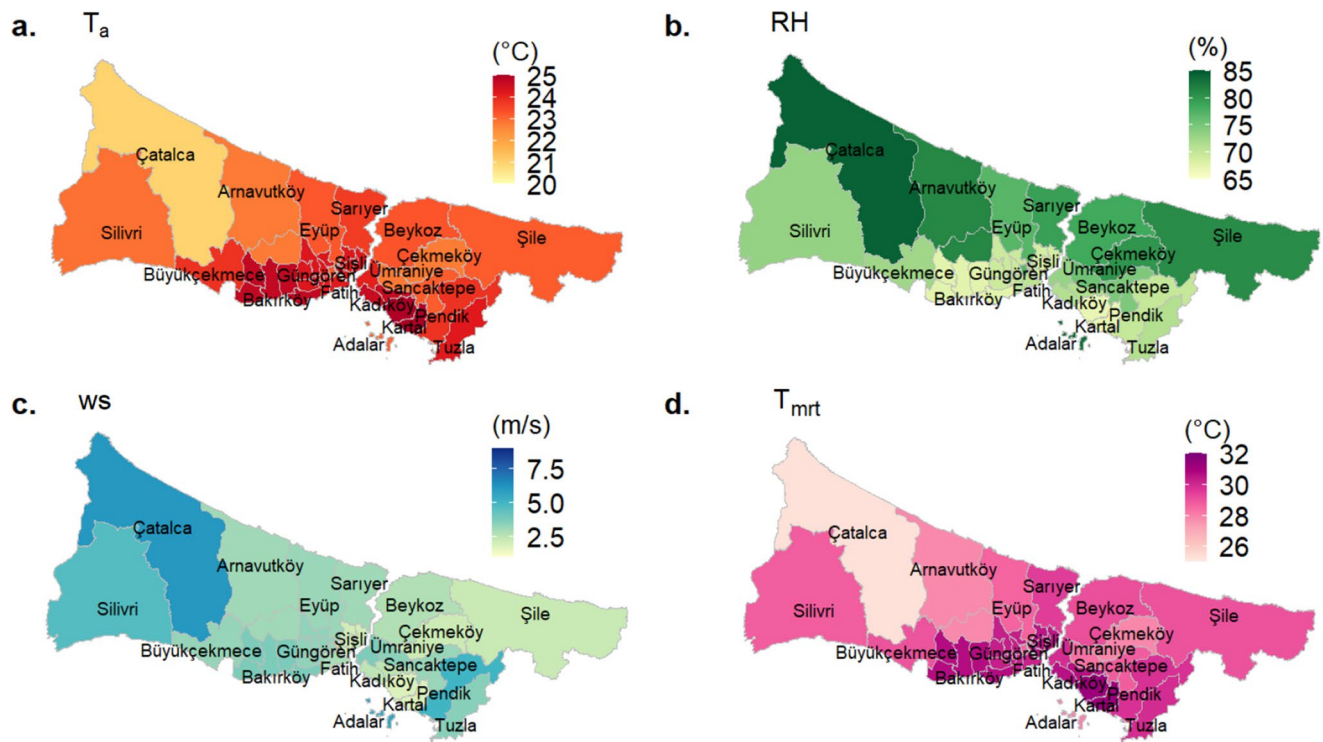 a. Ta
(°C)
25
24
23
22
21
20
Çatalca
Arnavutköy
Sarıyer
Silivri
Eyüp
Beykoz
Şile
Şişli
Çekmeköy
Büyükçekmece
Güngören
Ümraniye
Bakırköy
Fatih
Sancaktepe
Kadıköy
Pendik
Kartal
Adalar
Tuzla
b. RH
(%)
85
80
75
70
65
Çatalca
Arnavutköy
Sarıyer
Silivri
Eyüp
Beykoz
Şile
Şişli
Çekmeköy
Büyükçekmece
Güngören
Ümraniye
Bakırköy
Fatih
Sancaktepe
Kadıköy
Pendik
Kartal
Adalar
Tuzla
c. ws
(m/s)
7.5
5.0
2.5
Çatalca
Arnavutköy
Sarıyer
Silivri
Eyüp
Beykoz
Şile
Şişli
Çekmeköy
Büyükçekmece
Güngören
Ümraniye
Bakırköy
Fatih
Sancaktepe
Kadıköy
Pendik
Kartal
Adalar
Tuzla
d. Tmrt
(°C)
32
30
28
26
Çatalca
Arnavutköy
Sarıyer
Silivri
Eyüp
Beykoz
Şile
Şişli
Çekmeköy
Büyükçekmece
Güngören
Ümraniye
Bakırköy
Fatih
Sancaktepe
Kadıköy
Pendik
Kartal
Adalar
Tuzla